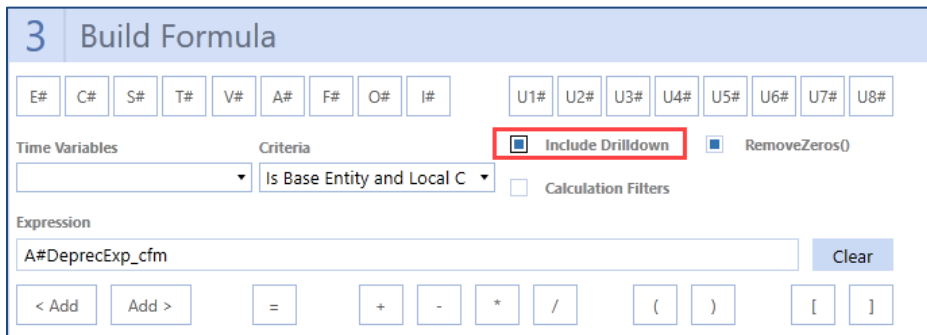 3 Build Formula
E# C# S# T# V# A# F# O# I# U1# U2# U3# U4# U5# U6# U7# U8#
Time Variables Criteria Include Drilldown RemoveZeros()
Is Base Entity and Local C Calculation Filters
Expression
A#DeprecExp_cfm Clear
< Add Add > = + - * / ( ) [ ]